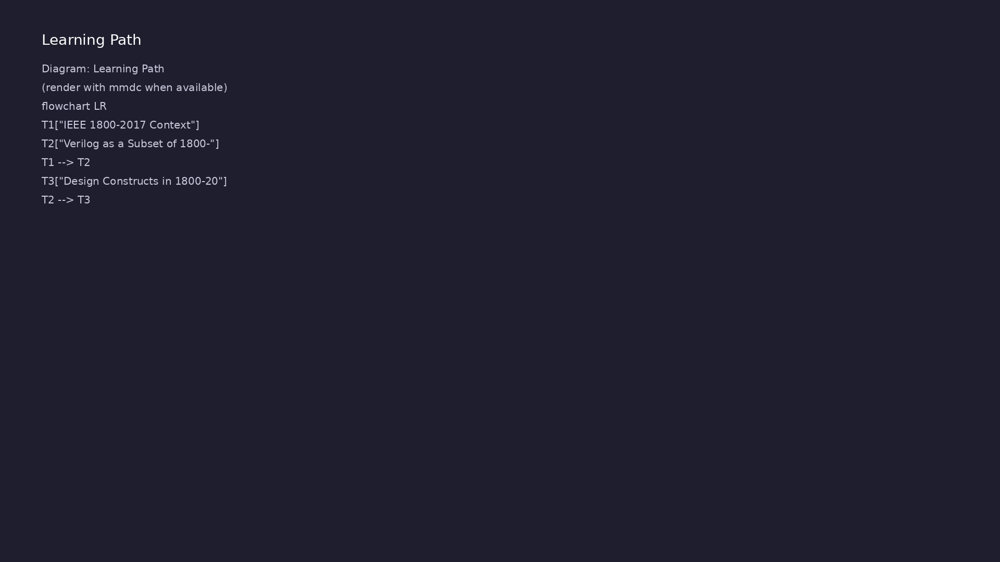 Learning Path
Diagram: Learning Path
(render with mmdc when available)
flowchart LR
T1["IEEE 1800-2017 Context"]
T2["Verilog as a Subset of 1800-"]
T1 --> T2
T3["Design Constructs in 1800-20"]
T2 --> T3